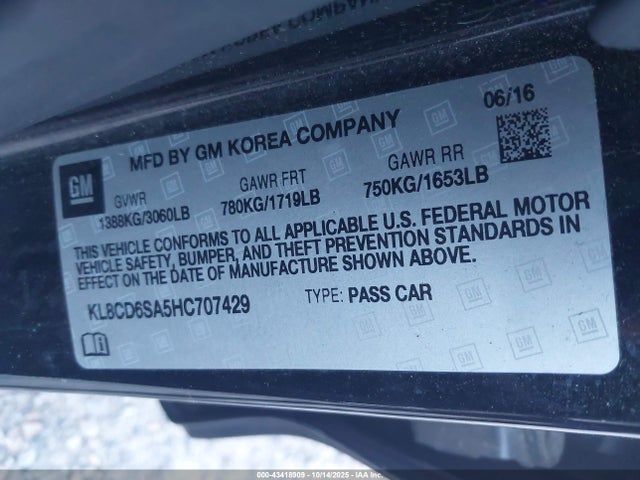 06/16
MFD BY GM KOREA COMPANY
GM
GVWR GAWR FRT GAWR RR
1388KG/3060LB 780KG/1719LB 750KG/1653LB
THIS VEHICLE CONFORMS TO ALL APPLICABLE U.S. FEDERAL MOTOR
VEHICLE SAFETY, BUMPER, AND THEFT PREVENTION STANDARDS IN
EFFECT ON THE DATE OF MANUFACTURE SHOWN ABOVE.
KL8CD6SA5HC707429 TYPE: PASS CAR
000-43418909 | 10/14/2025 | IAA Inc.